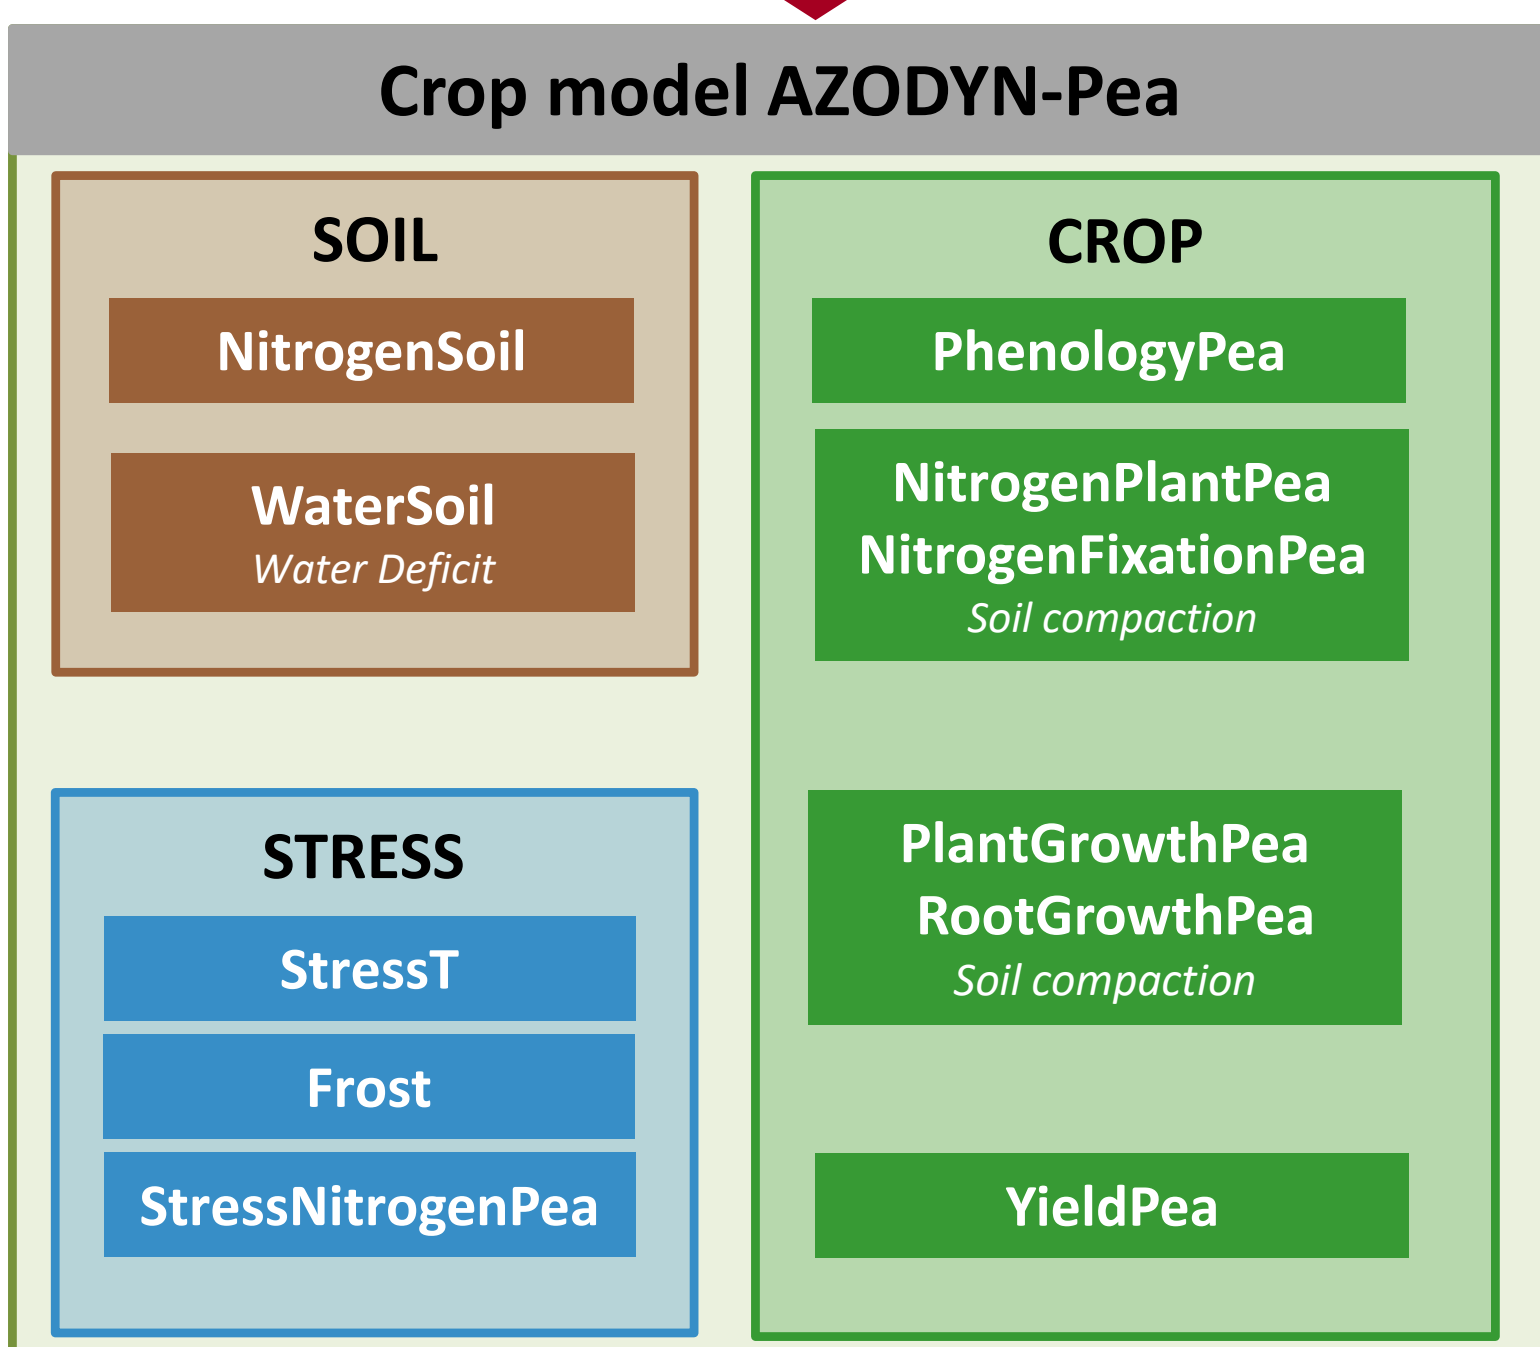 Crop model AZODYN-Pea
SOIL
NitrogenSoil
WaterSoil
Water Deficit
STRESS
StressT
Frost
StressNitrogenPea
CROP
PhenologyPea
NitrogenPlantPea
NitrogenFixationPea
Soil compaction
PlantGrowthPea
RootGrowthPea
Soil compaction
YieldPea